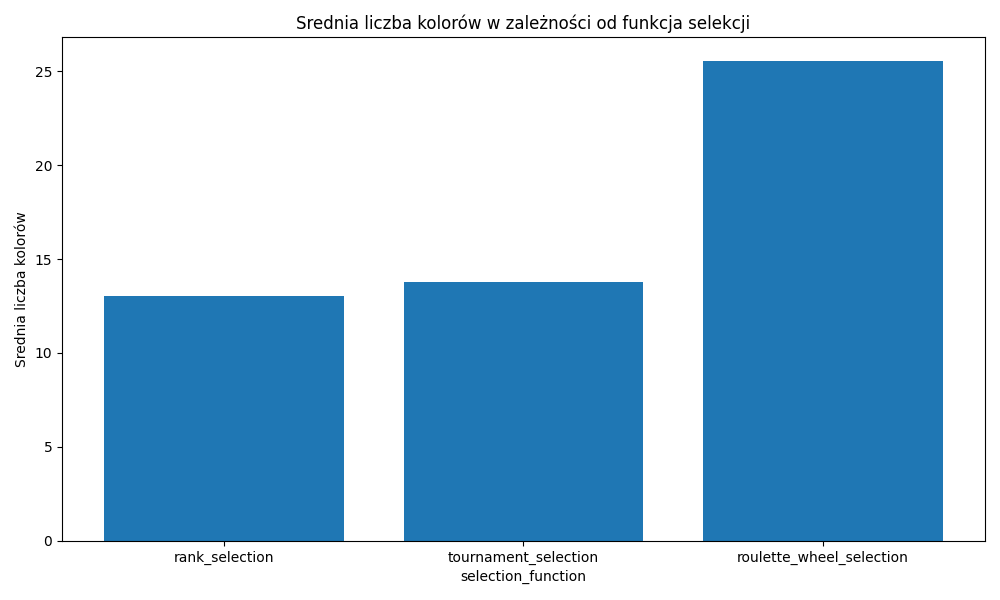 Srednia liczba kolorów w zależności od funkcja selekcji
Srednia liczba kolorów
25
20
15
10
5
0
rank_selection tournament_selection roulette_wheel_selection
selection_function